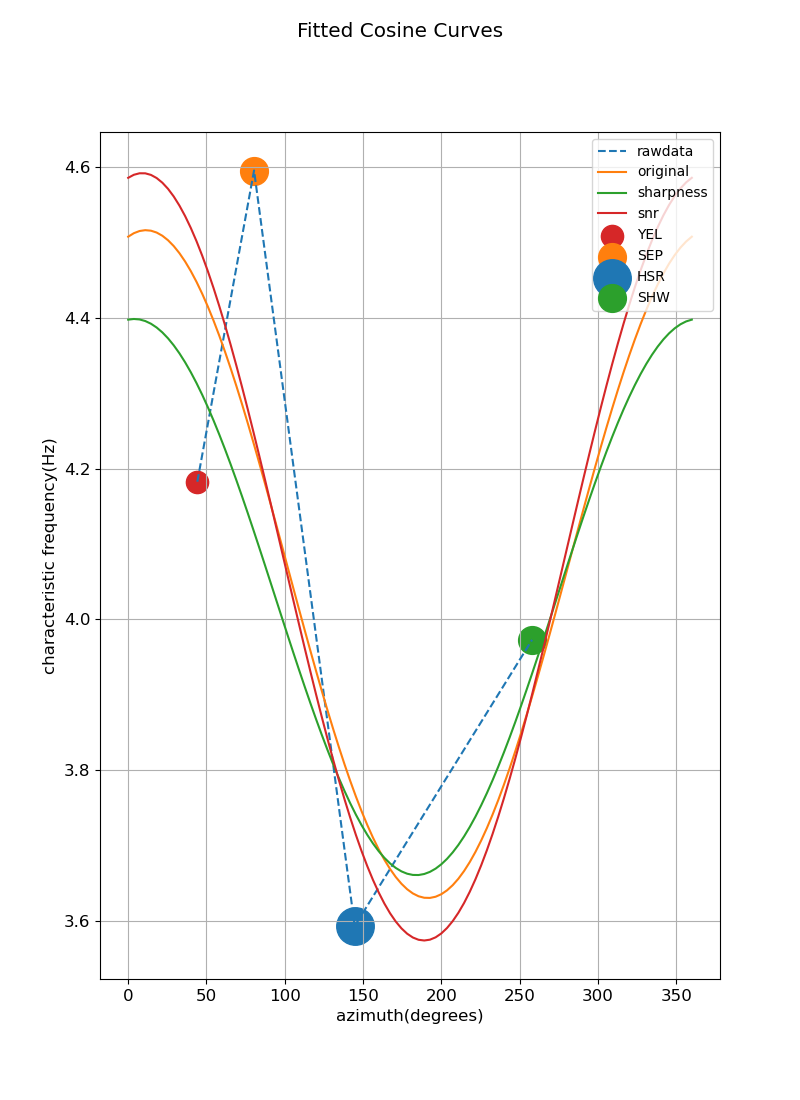 Fitted Cosine Curves
rawdata
original
sharpness
snr
YEL
SEP
HSR
SHW
characteristic frequency(Hz)
4.6
4.4
4.2
4.0
3.8
3.6
0 50 100 150 200 250 300 350
azimuth(degrees)